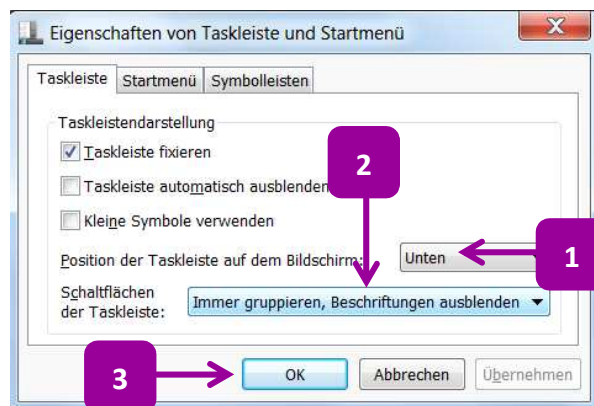 Eigenschaften von Taskleiste und Startmenü
Taskleiste Startmenü Symbolleisten
Taskleistendarstellung
Taskleiste fixieren
2
Taskleiste automatisch ausblenden
Kleine Symbole verwenden
Position der Taskleiste auf dem Bildschirm: Unten 1
Schaltflächen
der Taskleiste: Immer gruppieren, Beschriftungen ausblenden
3 OK Abbrechen Übernehmen